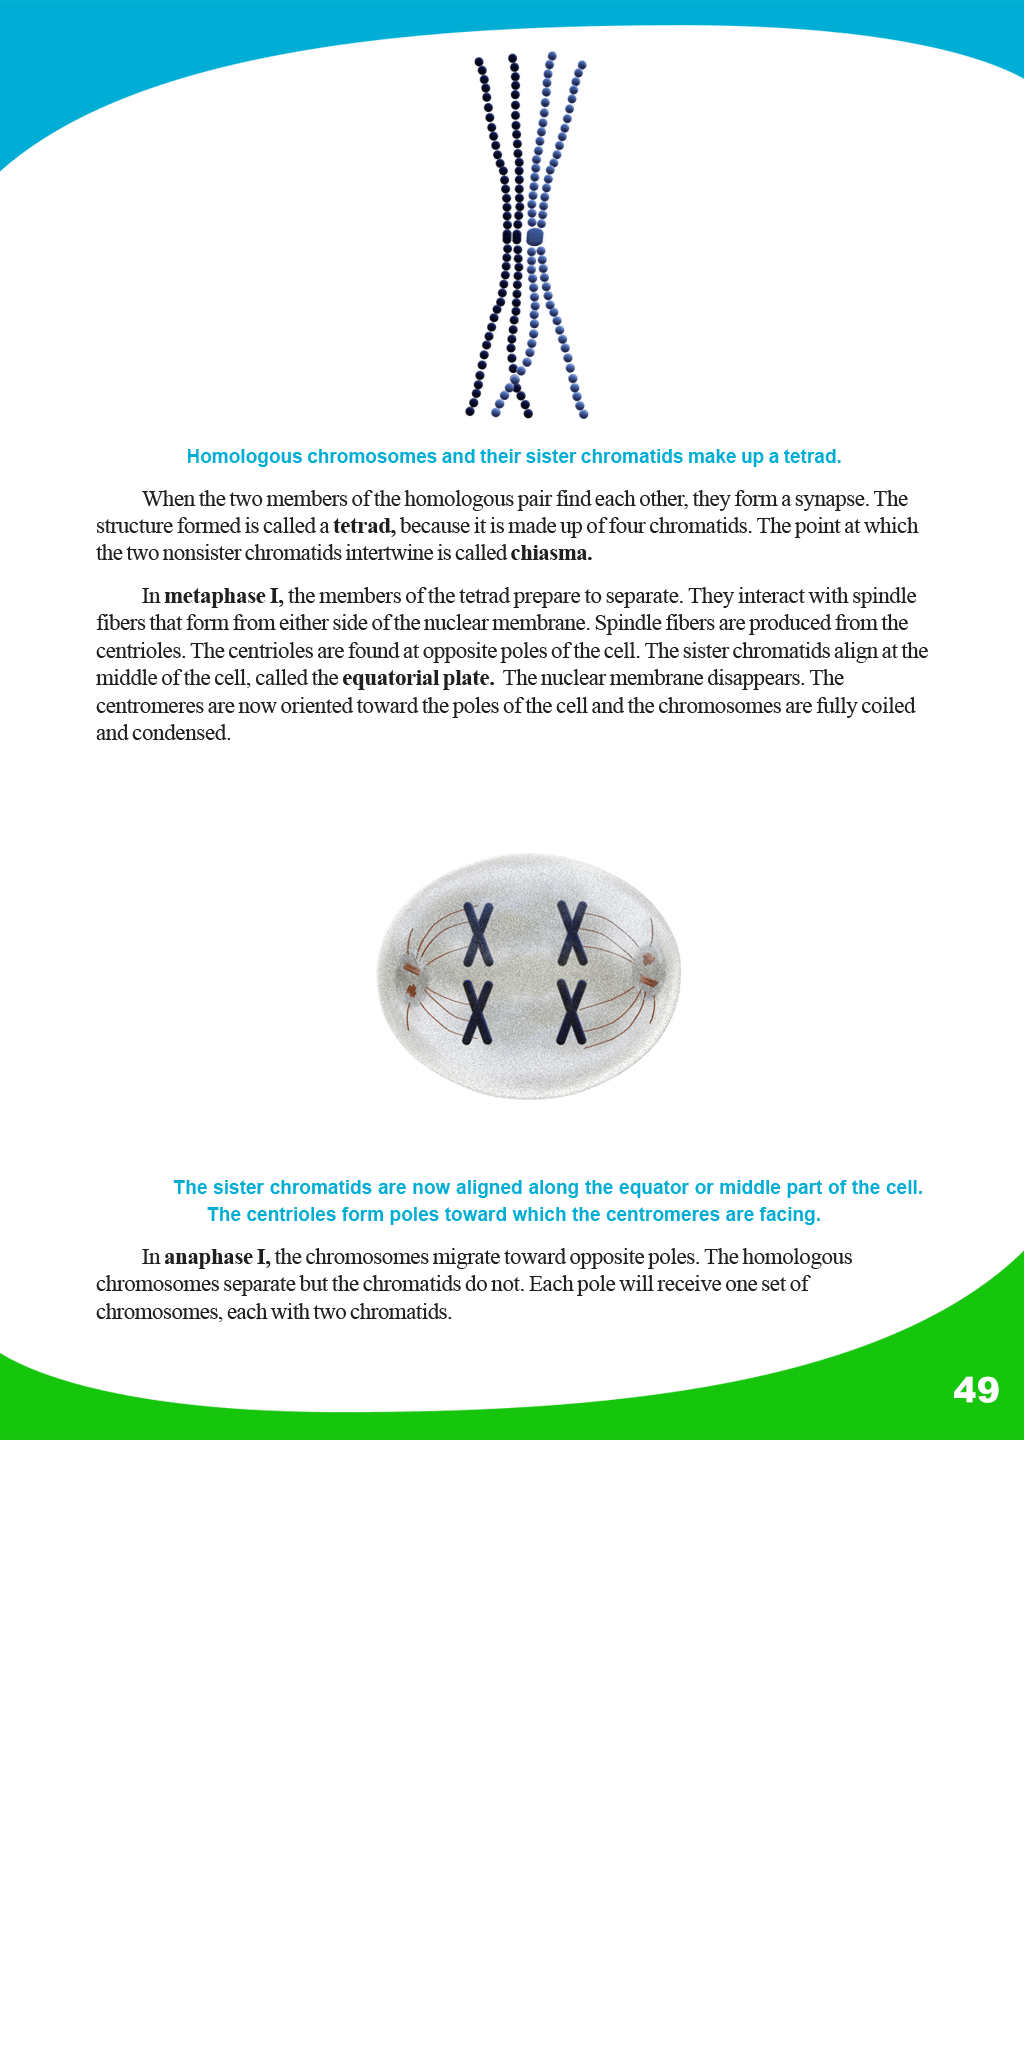 Homologous chromosomes and their sister chromatids make up a tetrad.
When the two members of the homologous pair find each other, they form a synapse. The
structure formed is called a tetrad, because it is made up of four chromatids. The point at which
the two nonsister chromatids intertwine is called chiasma.
In metaphase I, the members of the tetrad prepare to separate. They interact with spindle
fibers that form from either side of the nuclear membrane. Spindle fibers are produced from the
centrioles. The centrioles are found at opposite poles of the cell. The sister chromatids align at the
middle of the cell, called the equatorial plate. The nuclear membrane disappears. The
centromeres are now oriented toward the poles of the cell and the chromosomes are fully coiled
and condensed.
The sister chromatids are now aligned along the equator or middle part of the cell.
The centrioles form poles toward which the centromeres are facing.
In anaphase I, the chromosomes migrate toward opposite poles. The homologous
chromosomes separate but the chromatids do not. Each pole will receive one set of
chromosomes, each with two chromatids.
49